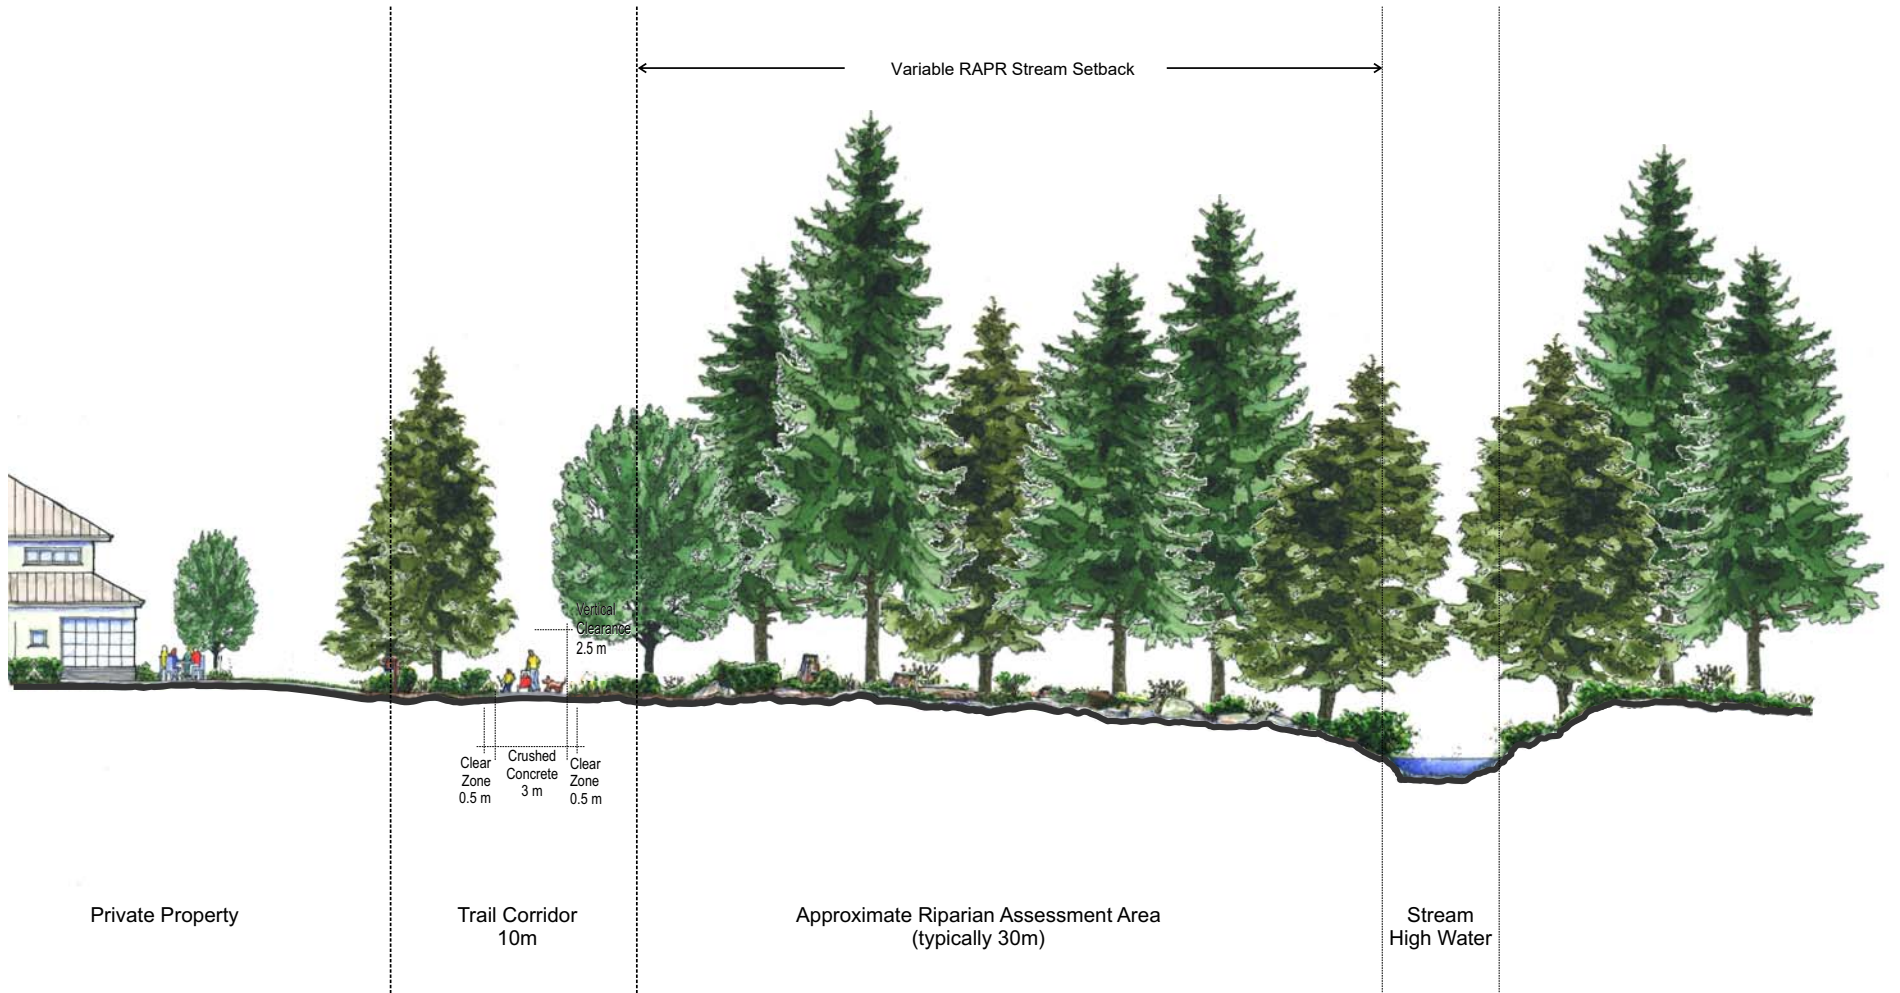 Variable RAPR Stream Setback
Vertical
Clearance
2.5 m
Clear
Zone
0.5 m
Crushed
Concrete
3 m
Clear
Zone
0.5 m
Private Property
Trail Corridor
10m
Approximate Riparian Assessment Area
(typically 30m)
Stream
High Water